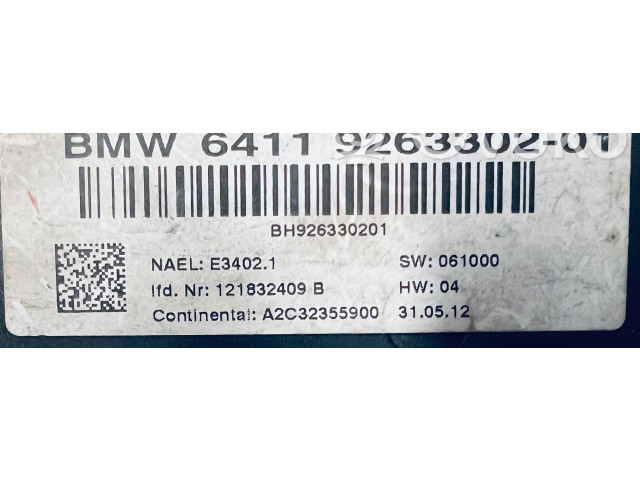 BMW 6411 9263302-01
BH926330201
NAEL: E3402.1 SW: 061000
lfd. Nr: 121832409 B HW: 04
Continental: A2C32355900 31.05.12